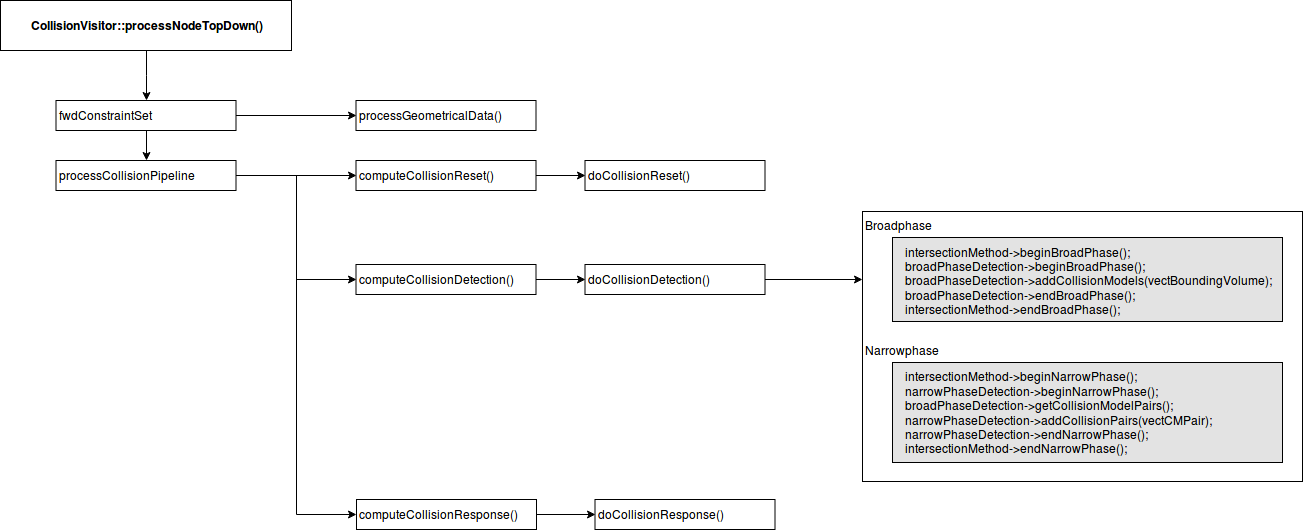 CollisionVisitor::processNodeTopDown()
fwdConstraintSet
processGeometricalData()
processCollisionPipeline
computeCollisionReset()
doCollisionReset()
computeCollisionDetection()
doCollisionDetection()
Broadphase
intersectionMethod->beginBroadPhase();
broadPhaseDetection->beginBroadPhase();
broadPhaseDetection->addCollisionModels(vectBoundingVolume);
broadPhaseDetection->endBroadPhase();
intersectionMethod->endBroadPhase();
Narrowphase
intersectionMethod->beginNarrowPhase();
narrowPhaseDetection->beginNarrowPhase();
broadPhaseDetection->getCollisionModelPairs();
narrowPhaseDetection->addCollisionPairs(vectCMPair);
narrowPhaseDetection->endNarrowPhase();
intersectionMethod->endNarrowPhase();
computeCollisionResponse()
doCollisionResponse()